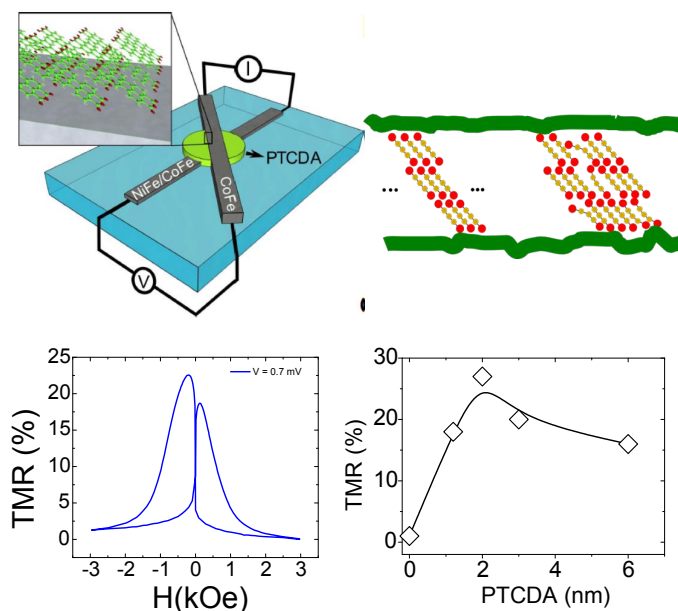 I
PTCDA
NiFe/CoFe
CoFe
V
... ...
25
20
15
10
5
0
TMR (%)
V = 0.7 mV
-3 -2 -1 0 1 2 3
H(kOe)
30
20
10
0
TMR (%)
0 2 4 6
PTCDA (nm)